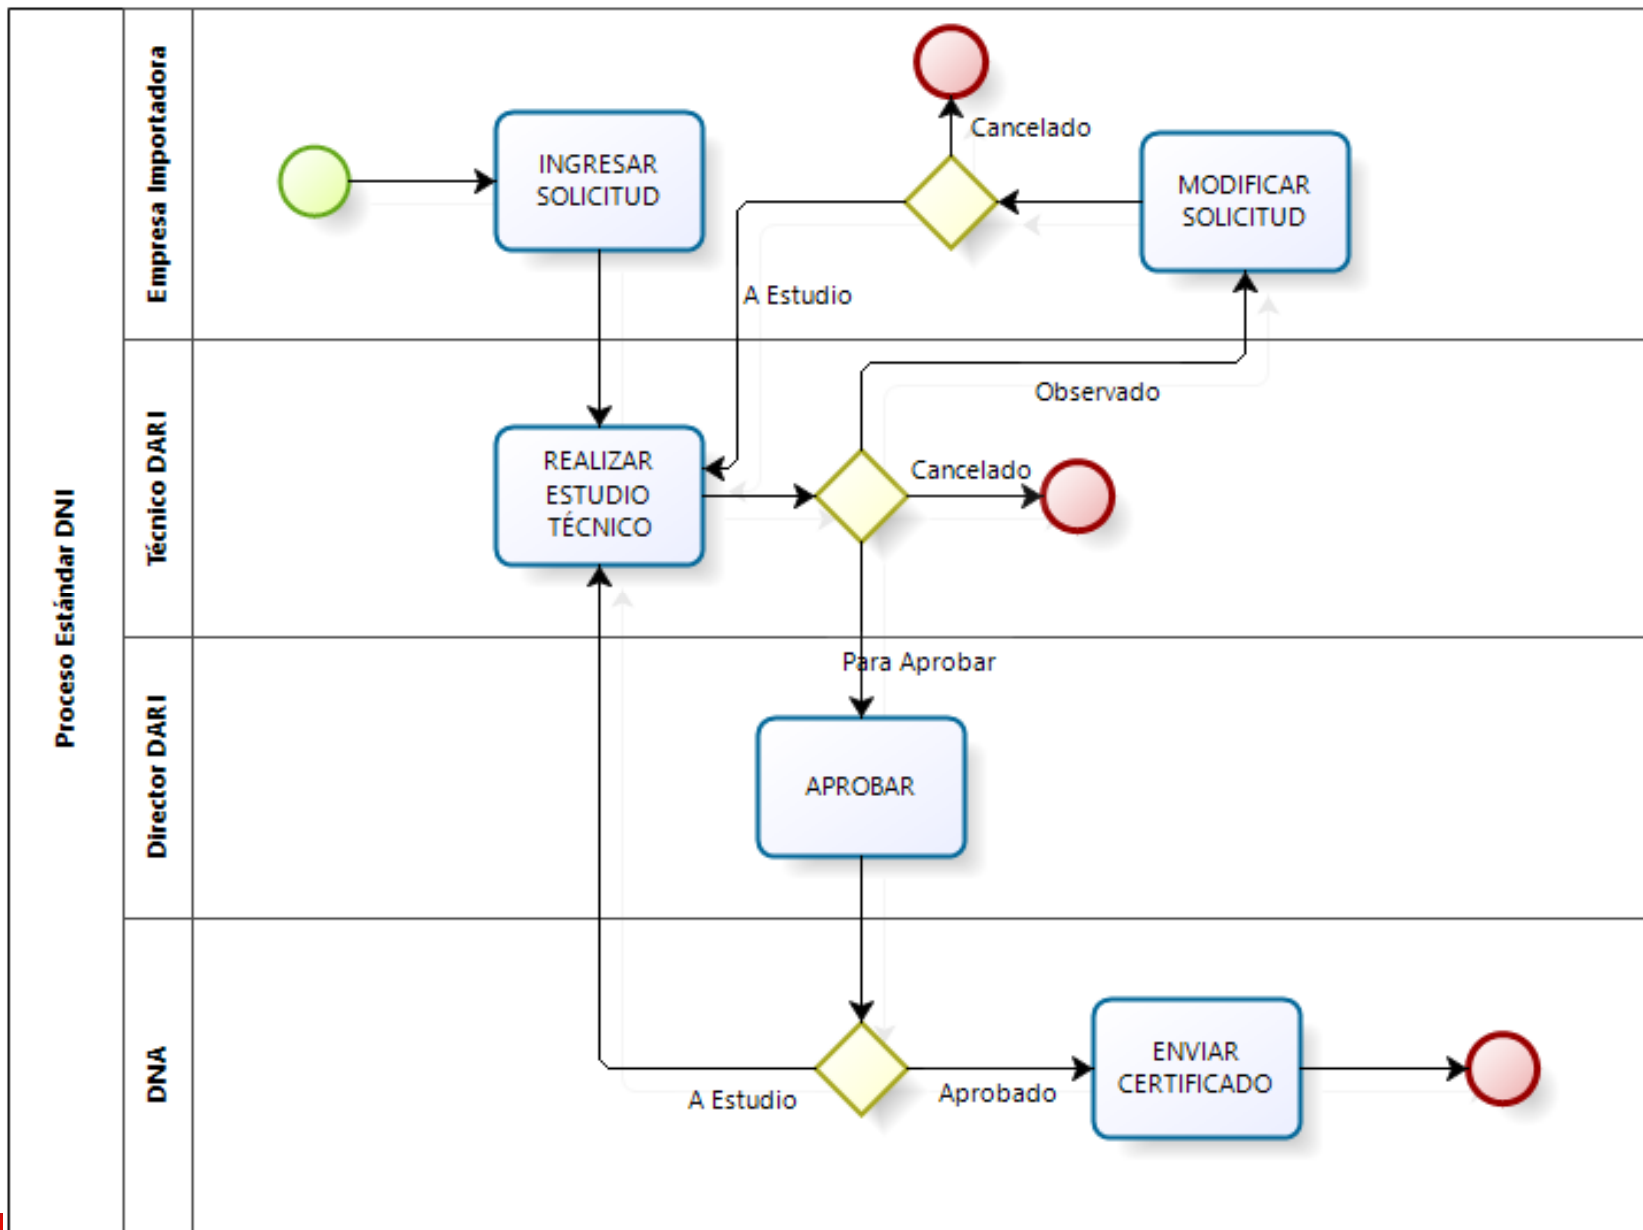 Proceso Estándar DNI
Empresa Importadora
Cancelado
INGRESAR
SOLICITUD
MODIFICAR
SOLICITUD
A Estudio
Técnico DARI
Observado
REALIZAR
ESTUDIO
TÉCNICO
Cancelado
Director DARI
Para Aprobar
APROBAR
DNA
A Estudio
Aprobado
ENVIAR
CERTIFICADO